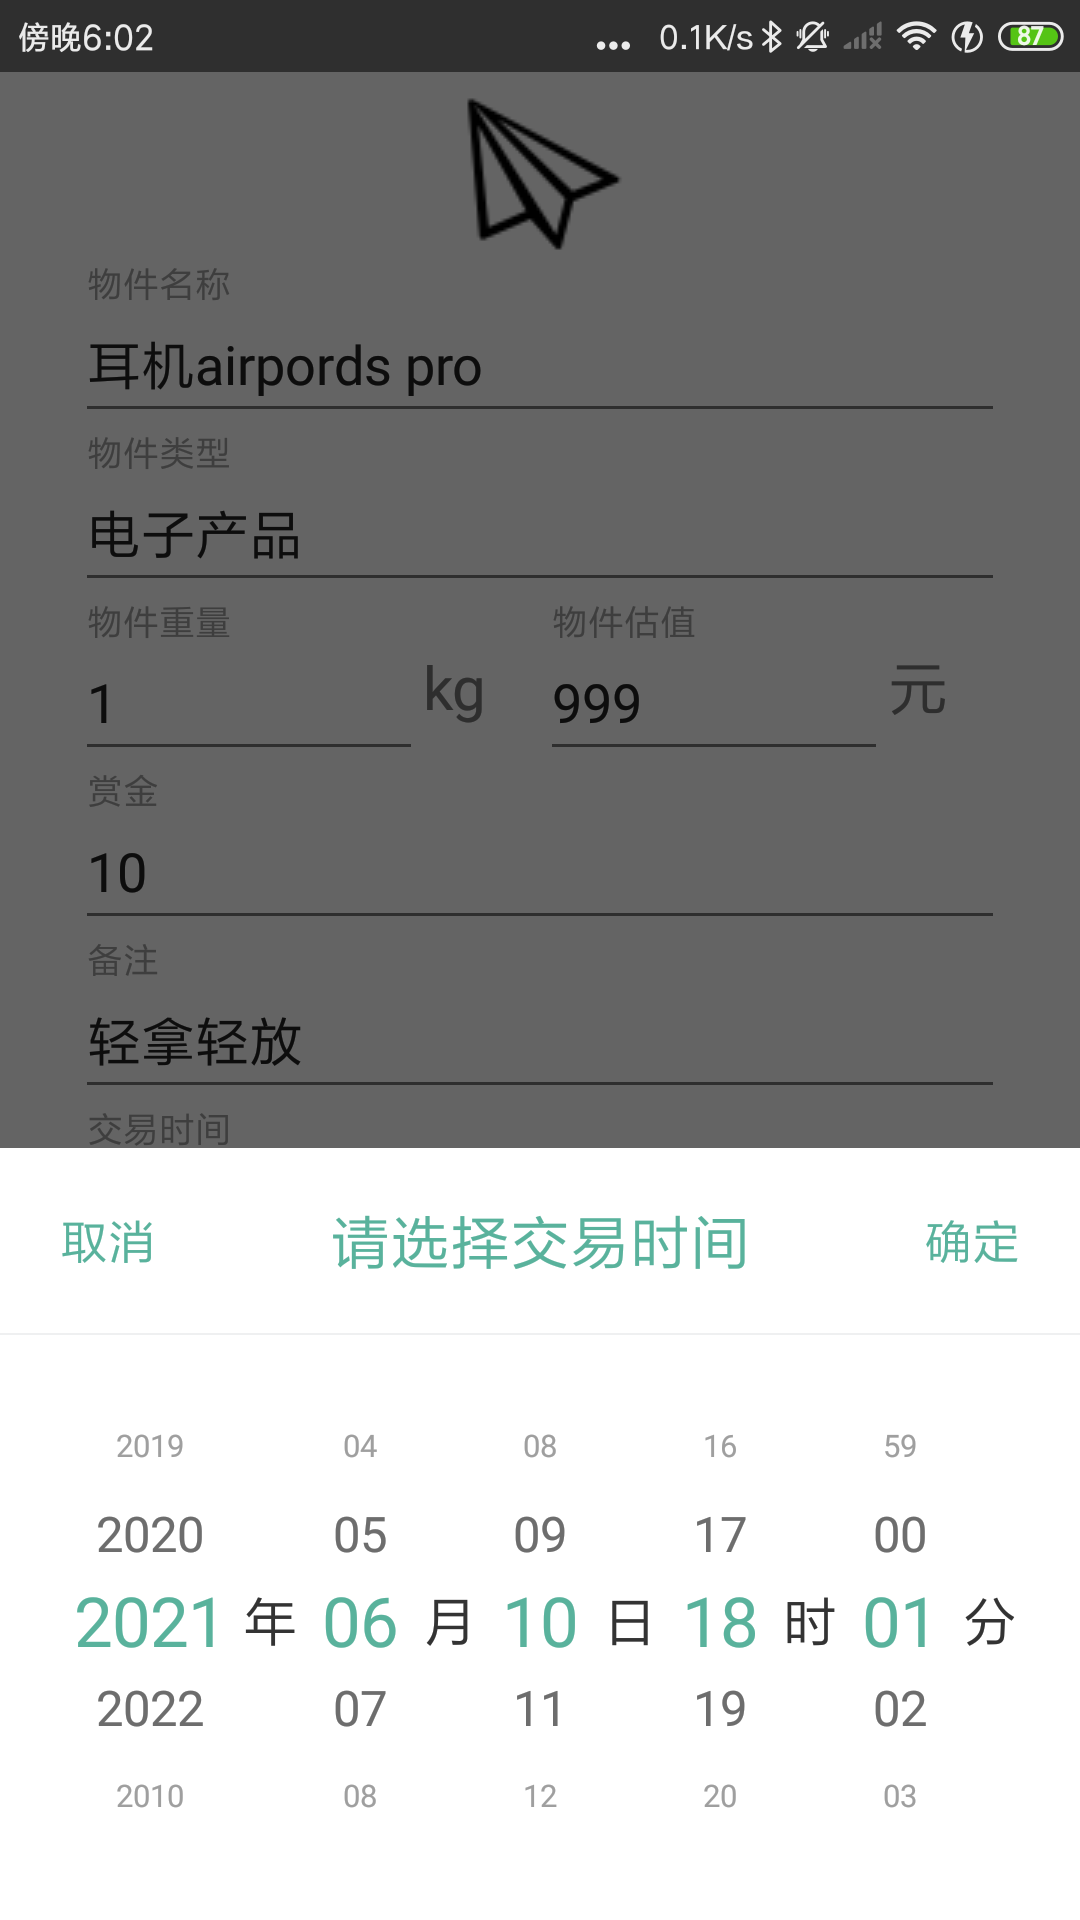 傍晚6:02 ... 0.1K/s 87
物件名称
耳机airpords pro
物件类型
电子产品
物件重量 物件估值
1 kg 999 元
赏金
10
备注
轻拿轻放
交易时间
取消 请选择交易时间 确定
2019 04 08 16 59
2020 05 09 17 00
2021 年 06 月 10 日 18 时 01 分
2022 07 11 19 02
2010 08 12 20 03